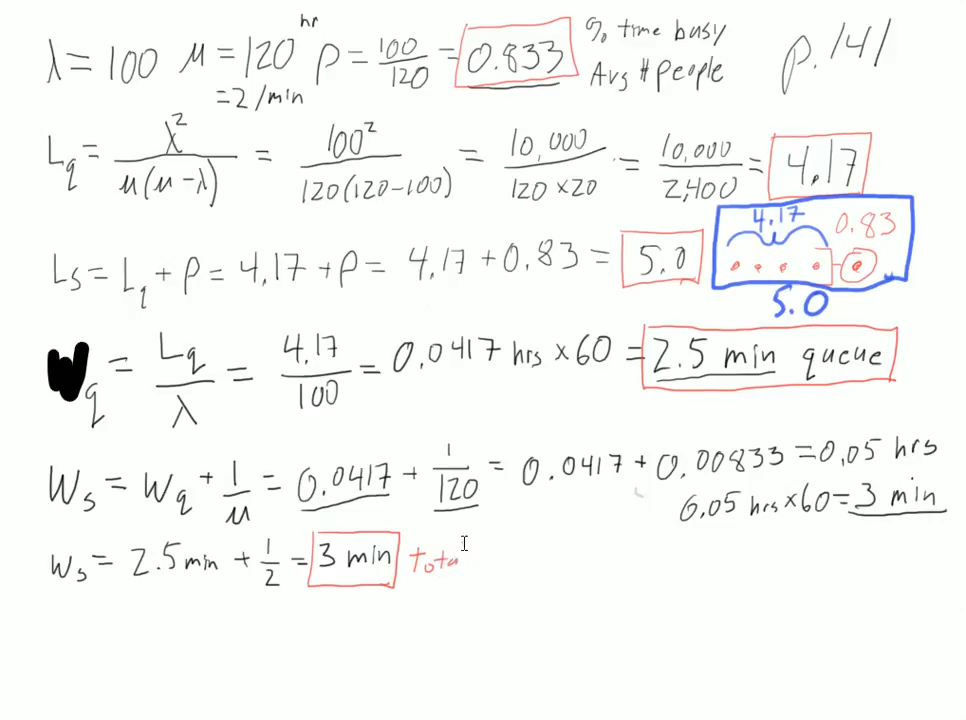 hr
λ = 100 μ = 120 ρ = 100/120 = 0.833 % time busy
= 2/min Avg # people
p. 141
Lq = λ²/μ(μ-λ) = 100²/120(120-100) = 10,000/120×20 = 10,000/2,400 = 4.17
4.17 0.83
Ls = Lq + ρ = 4.17 + ρ = 4.17 + 0.83 = 5.0
5.0
Wq = Lq/λ = 4.17/100 = 0.0417 hrs × 60 = 2.5 min queue
Ws = Wq + 1/μ = 0.0417 + 1/120 = 0.0417 + 0.00833 = 0.05 hrs
0.05 hrs × 60 = 3 min
Ws = 2.5 min + 1/2 = 3 min tota